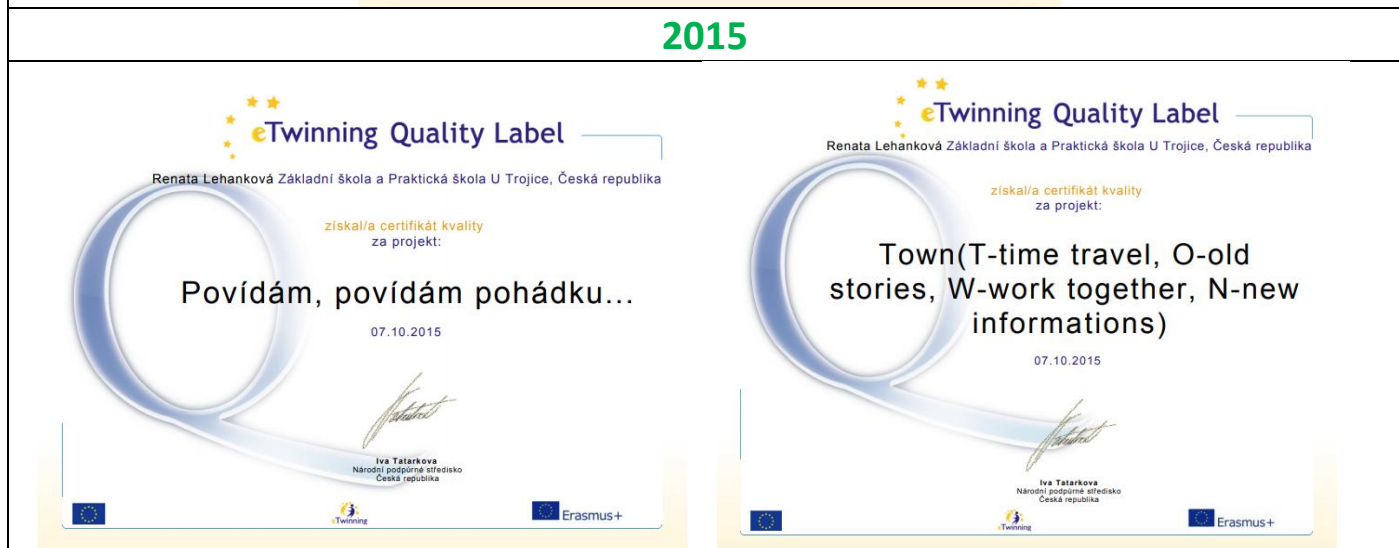 2015
eTwinning Quality Label
Renata Lehanková Základní škola a Praktická škola U Trojice, Česká republika
získal/a certifikát kvality
za projekt:
Povídám, povídám pohádku...
07.10.2015
Iva Tatarkova
Národní podpůrné středisko
Česká republika
eTwinning
Erasmus+
eTwinning Quality Label
Renata Lehanková Základní škola a Praktická škola U Trojice, Česká republika
získal/a certifikát kvality
za projekt:
Town(T-time travel, O-old
stories, W-work together, N-new
informations)
07.10.2015
Iva Tatarkova
Národní podpůrné středisko
Česká republika
eTwinning
Erasmus+